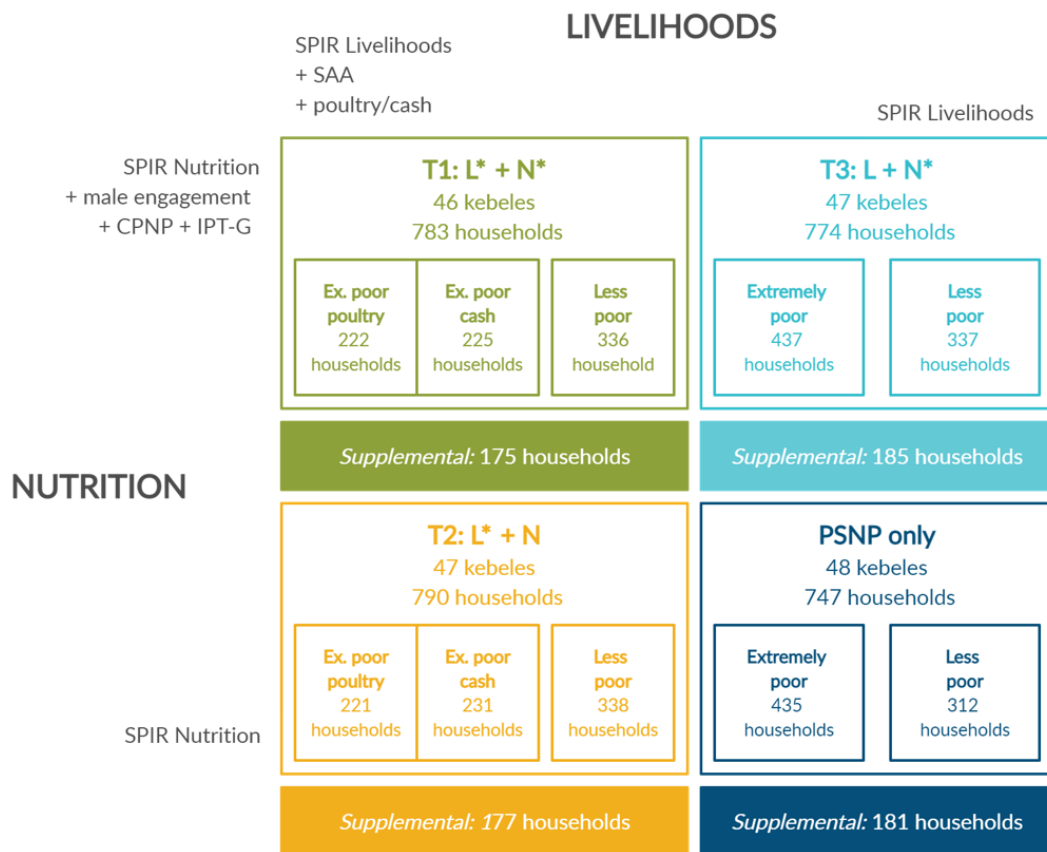 LIVELIHOODS
SPIR Livelihoods
+ SAA
+ poultry/cash
SPIR Livelihoods
SPIR Nutrition
+ male engagement
+ CPNP + IPT-G
T1: L* + N*
46 kebeles
783 households
Ex. poor
poultry
222
households
Ex. poor
cash
225
households
Less
poor
336
household
Supplemental: 175 households
T3: L + N*
47 kebeles
774 households
Extremely
poor
437
households
Less
poor
337
households
Supplemental: 185 households
NUTRITION
SPIR Nutrition
T2: L* + N
47 kebeles
790 households
Ex. poor
poultry
221
households
Ex. poor
cash
231
households
Less
poor
338
households
Supplemental: 177 households
PSNP only
48 kebeles
747 households
Extremely
poor
435
households
Less
poor
312
households
Supplemental: 181 households